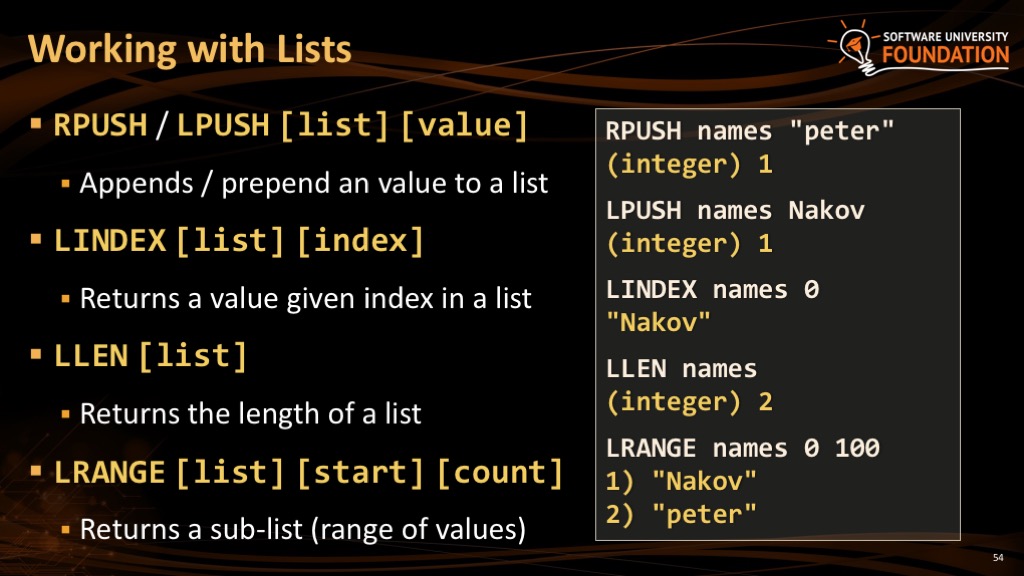 Working with Lists
SOFTWARE UNIVERSITY
FOUNDATION
▪ RPUSH / LPUSH [list] [value]
▪ Appends / prepend an value to a list
▪ LINDEX [list] [index]
▪ Returns a value given index in a list
▪ LLEN [list]
▪ Returns the length of a list
▪ LRANGE [list] [start] [count]
▪ Returns a sub-list (range of values)
RPUSH names "peter"
(integer) 1
LPUSH names Nakov
(integer) 1
LINDEX names 0
"Nakov"
LLEN names
(integer) 2
LRANGE names 0 100
1) "Nakov"
2) "peter"
54